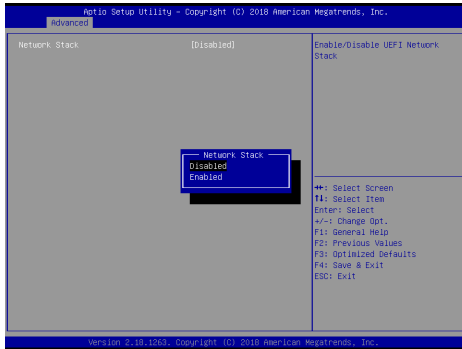 Aptio Setup Utility – Copyright (C) 2018 American Megatrends, Inc.
Advanced
Network Stack [Disabled]
Enable/Disable UEFI Network
Stack
Network Stack
Disabled
Enabled
→←: Select Screen
↑↓: Select Item
Enter: Select
+/-: Change Opt.
F1: General Help
F2: Previous Values
F3: Optimized Defaults
F4: Save & Exit
ESC: Exit
Version 2.18.1263. Copyright (C) 2018 American Megatrends, Inc.